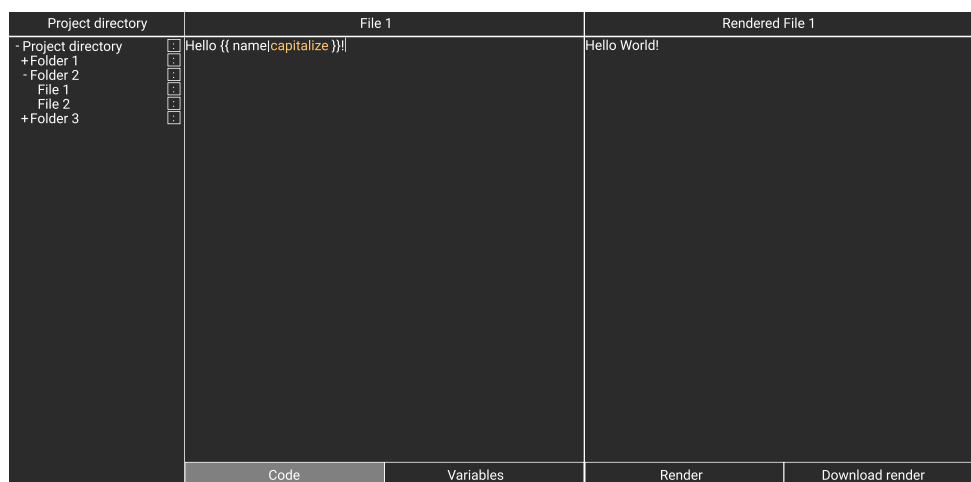 Project directory
File 1
Rendered File 1
- Project directory :
+Folder 1 :
- Folder 2 :
File 1 :
File 2 :
+Folder 3 :
Hello {{ name|capitalize }}!
Hello World!
Code
Variables
Render
Download render